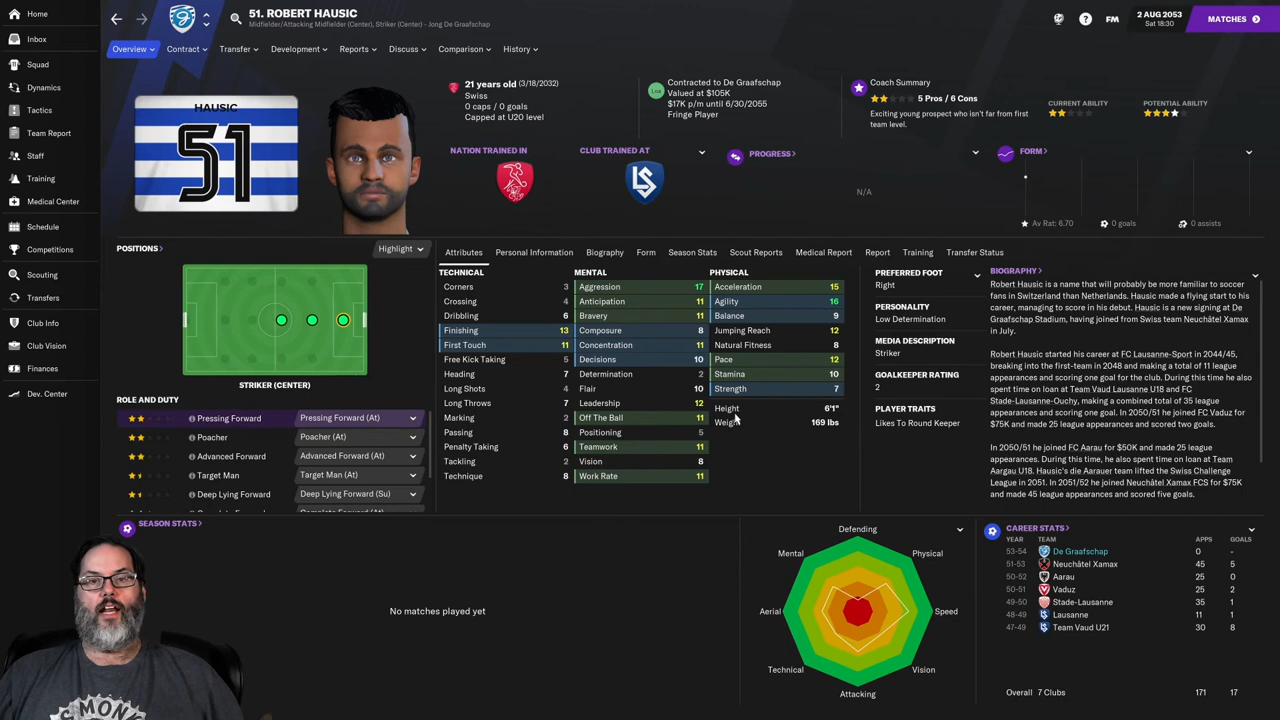 Home
Inbox
Squad
Dynamics
Tactics
Team Report
Staff
Training
Medical Center
Schedule
Competitions
Scouting
Transfers
Club Info
Club Vision
Finances
Dev. Center
51. ROBERT HAUSIC
Midfielder/Attacking Midfielder (Center), Striker (Center) - Jong De Graafschap
FM
2 AUG 2053
Sat 18:30
MATCHES
Overview
Contract
Transfer
Development
Reports
Discuss
Comparison
History
HAUSIC
51
21 years old (3/18/2032)
Swiss
0 caps / 0 goals
Capped at U20 level
Loa
Contracted to De Graafschap
Valued at $105K
$17K p/m until 6/30/2055
Fringe Player
Coach Summary
5 Pros / 6 Cons
Exciting young prospect who isn't far from first
team level.
CURRENT ABILITY
POTENTIAL ABILITY
NATION TRAINED IN
CLUB TRAINED AT
PROGRESS
N/A
FORM
Av Rat: 6.70
0 goals
0 assists
POSITIONS
Highlight
STRIKER (CENTER)
ROLE AND DUTY
Pressing Forward Pressing Forward (At)
Poacher Poacher (At)
Advanced Forward Advanced Forward (At)
Target Man Target Man (At)
Deep Lying Forward Deep Lying Forward (Su)
Attributes
Personal Information
Biography
Form
Season Stats
Scout Reports
Medical Report
Report
Training
Transfer Status
TECHNICAL
Corners 3
Crossing 4
Dribbling 6
Finishing 13
First Touch 11
Free Kick Taking 5
Heading 7
Long Shots 4
Long Throws 7
Marking 2
Passing 8
Penalty Taking 6
Tackling 2
Technique 8
MENTAL
Aggression 17
Anticipation 11
Bravery 11
Composure 8
Concentration 11
Decisions 10
Determination 2
Flair 10
Leadership 12
Off The Ball 11
Positioning 5
Teamwork 11
Vision 8
Work Rate 11
PHYSICAL
Acceleration 15
Agility 16
Balance 9
Jumping Reach 12
Natural Fitness 8
Pace 12
Stamina 10
Strength 7
Height 6'1"
Weight 169 lbs
PREFERRED FOOT
Right
PERSONALITY
Low Determination
MEDIA DESCRIPTION
Striker
GOALKEEPER RATING
2
PLAYER TRAITS
Likes To Round Keeper
BIOGRAPHY
Robert Hausic is a name that will probably be more familiar to soccer
fans in Switzerland than Netherlands. Hausic made a flying start to his
career, managing to score in his debut. Hausic is a new signing at De
Graafschap Stadium, having joined from Swiss team Neuchâtel Xamax
in July.
Robert Hausic started his career at FC Lausanne-Sport in 2044/45,
breaking into the first-team in 2048 and making a total of 11 league
appearances and scoring one goal for the club. During this time he also
spent time on loan at Team Vaud Lausanne U18 and FC
Stade-Lausanne-Ouchy, making a combined total of 35 league
appearances and scoring one goal. In 2050/51 he joined FC Vaduz for
$75K and made 25 league appearances and scored two goals.
In 2050/51 he joined FC Aarau for $50K and made 25 league
appearances. During this time, he also spent time on loan at Team
Aargau U18. Hausic's die Aarauer team lifted the Swiss Challenge
League in 2051. In 2051/52 he joined Neuchâtel Xamax FCS for $75K
and made 45 league appearances and scored five goals.
SEASON STATS
No matches played yet
Defending
Physical
Speed
Vision
Attacking
Technical
Aerial
Mental
CAREER STATS
YEAR TEAM APPS GOALS
53-54 De Graafschap 0 -
51-53 Neuchâtel Xamax 45 5
50-52 Aarau 25 0
50-51 Vaduz 25 2
49-50 Stade-Lausanne 35 1
48-49 Lausanne 11 1
47-49 Team Vaud U21 30 8
Overall 7 Clubs 171 17